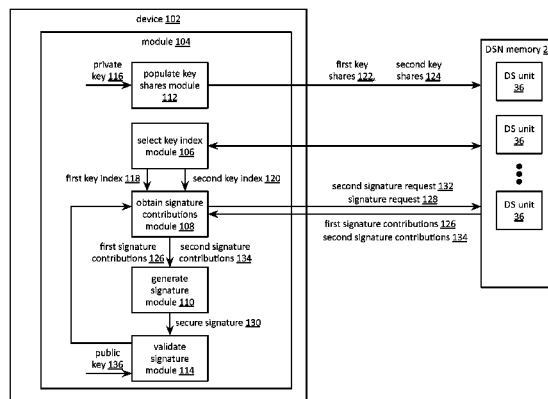 device 102
module 104
private
key 116
populate key
shares module
112
first key
shares 122,
second key
shares 124
DSN memory 2
DS unit
36
select key index
module 106
DS unit
36
first key index
118
second key index 120
obtain signature
contributions
module 108
second signature request 132
signature request 128
DS unit
36
first signature contributions 126
second signature contributions 134
first signature
contributions 126
second signature
contributions 134
generate
signature
module 110
secure signature 130
public
key 136
validate
signature
module 114